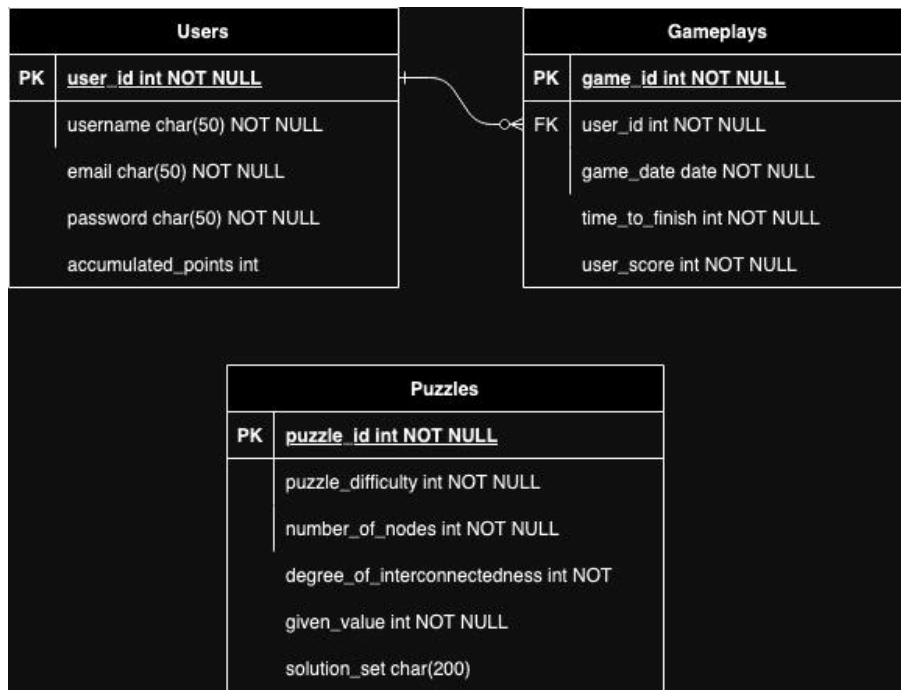 Users
PK user_id int NOT NULL
username char(50) NOT NULL
email char(50) NOT NULL
password char(50) NOT NULL
accumulated_points int
Gameplays
PK game_id int NOT NULL
FK user_id int NOT NULL
game_date date NOT NULL
time_to_finish int NOT NULL
user_score int NOT NULL
Puzzles
PK puzzle_id int NOT NULL
puzzle_difficulty int NOT NULL
number_of_nodes int NOT NULL
degree_of_interconnectedness int NOT
given_value int NOT NULL
solution_set char(200)